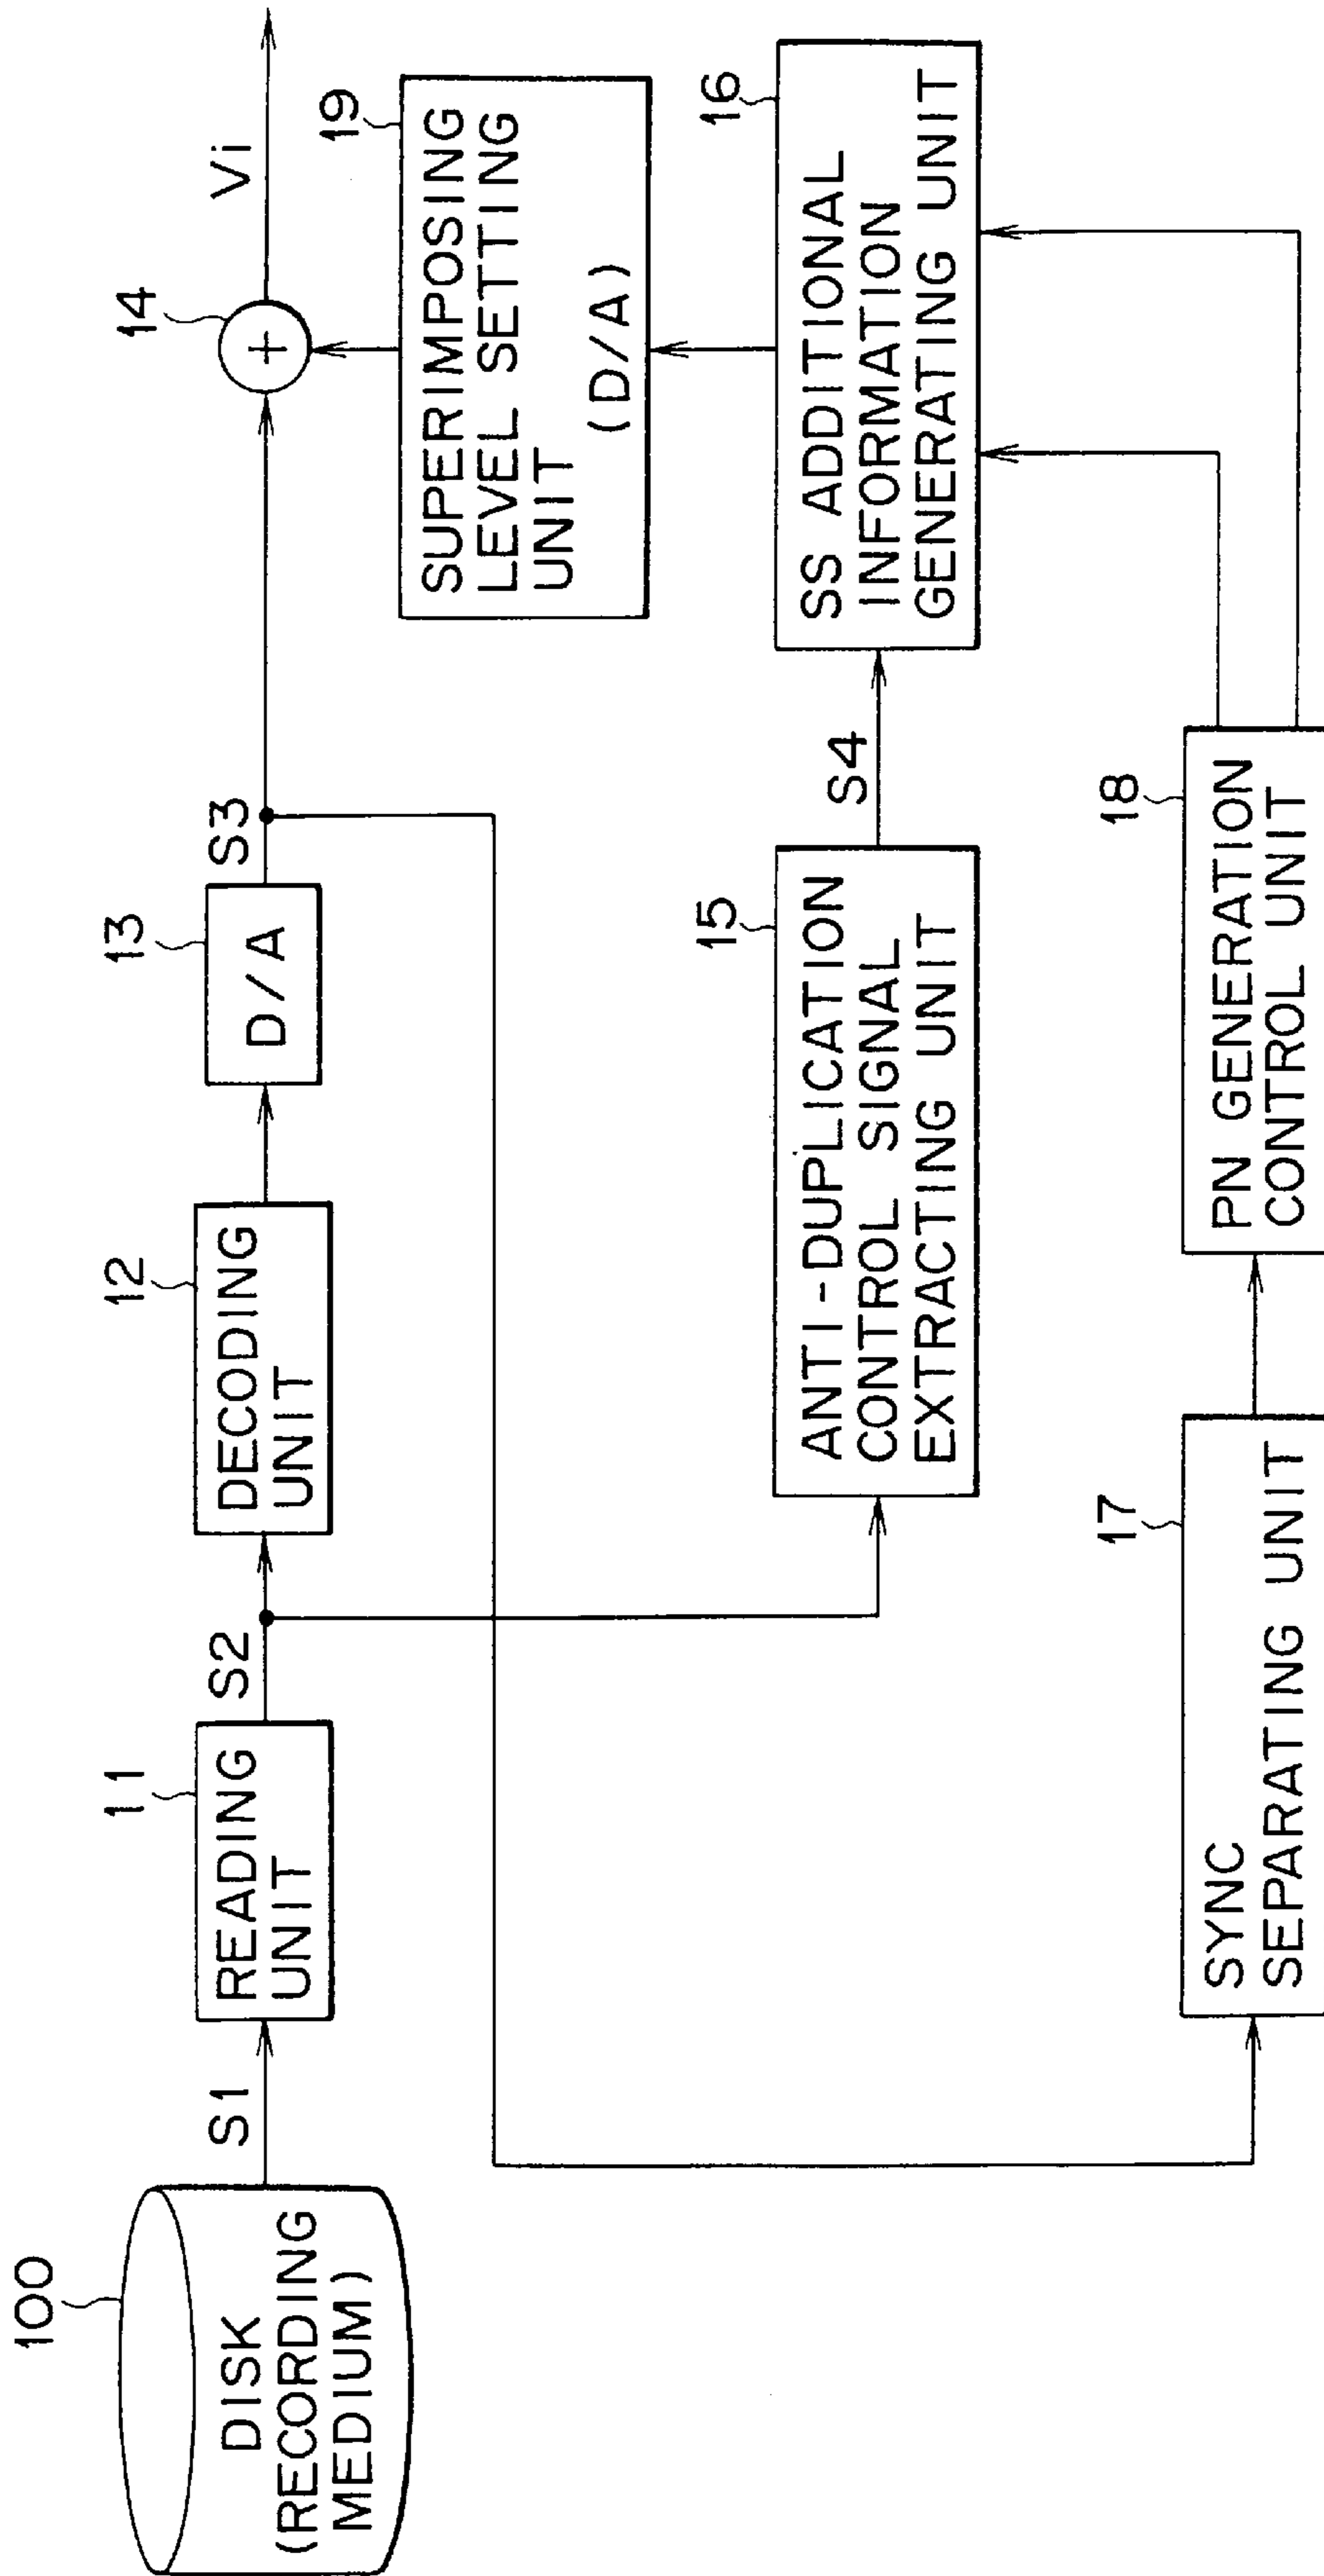 100
DISK
(RECORDING
MEDIUM)
S1
11
READING
UNIT
S2
12
DECODING
UNIT
13
D/A
S3
14
Vi
19
SUPERIMPOSING
LEVEL SETTING
UNIT
(D/A)
15
ANTI-DUPLICATION
CONTROL SIGNAL
EXTRACTING UNIT
S4
16
SS ADDITIONAL
INFORMATION
GENERATING UNIT
17
SYNC
SEPARATING UNIT
18
PN GENERATION
CONTROL UNIT